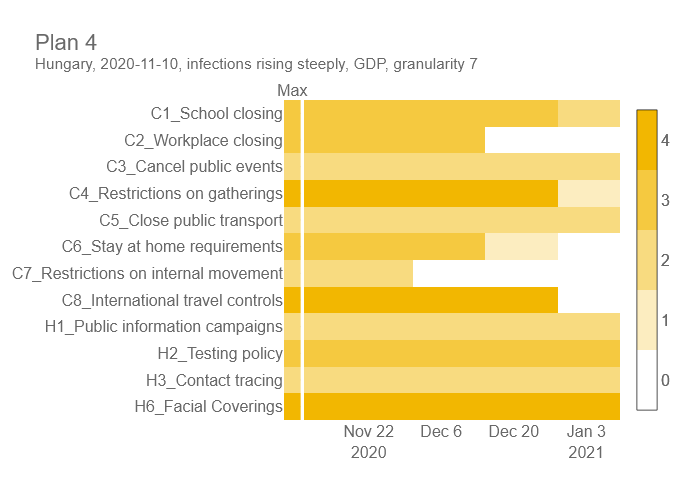 Plan 4
Hungary, 2020-11-10, infections rising steeply, GDP, granularity 7
Max
C1_School closing
C2_Workplace closing
C3_Cancel public events
C4_Restrictions on gatherings
C5_Close public transport
C6_Stay at home requirements
C7_Restrictions on internal movement
C8_International travel controls
H1_Public information campaigns
H2_Testing policy
H3_Contact tracing
H6_Facial Coverings
4
3
2
1
0
Nov 22 Dec 6 Dec 20 Jan 3
2020 2021